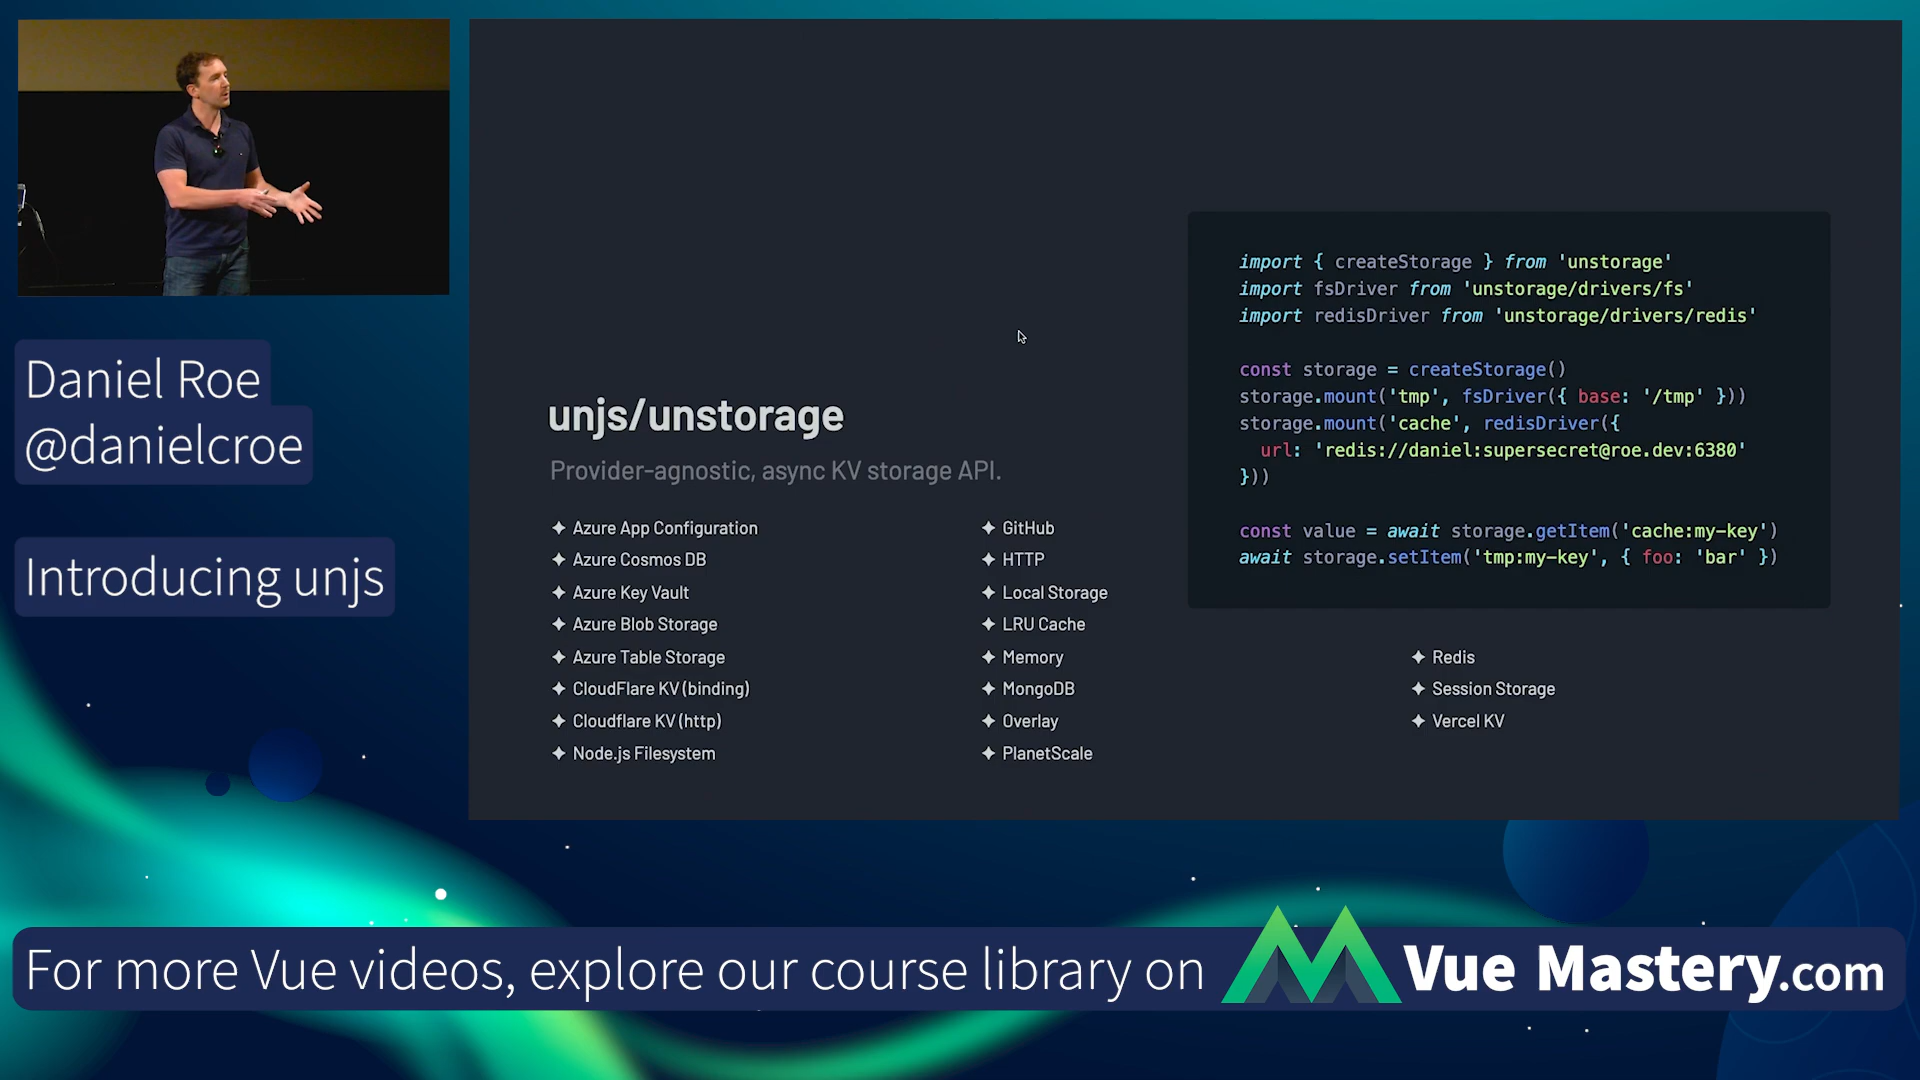 Daniel Roe
@danielcroe
Introducing unjs
unjs/unstorage
Provider-agnostic, async KV storage API.
Azure App Configuration
Azure Cosmos DB
Azure Key Vault
Azure Blob Storage
Azure Table Storage
CloudFlare KV (binding)
Cloudflare KV (http)
Node.js Filesystem
GitHub
HTTP
Local Storage
LRU Cache
Memory
MongoDB
Overlay
PlanetScale
Redis
Session Storage
Vercel KV
import { createStorage } from 'unstorage'
import fsDriver from 'unstorage/drivers/fs'
import redisDriver from 'unstorage/drivers/redis'
const storage = createStorage()
storage.mount('tmp', fsDriver({ base: '/tmp' }))
storage.mount('cache', redisDriver({
url: 'redis://daniel:supersecret@roe.dev:6380'
}))
const value = await storage.getItem('cache:my-key')
await storage.setItem('tmp:my-key', { foo: 'bar' })
For more Vue videos, explore our course library on Vue Mastery.com